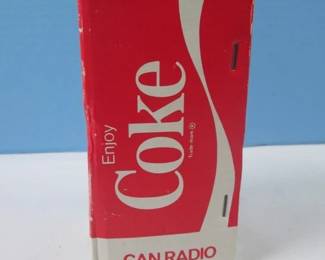 Enjoy
Coke
Trade-mark ®
CAN RADIO